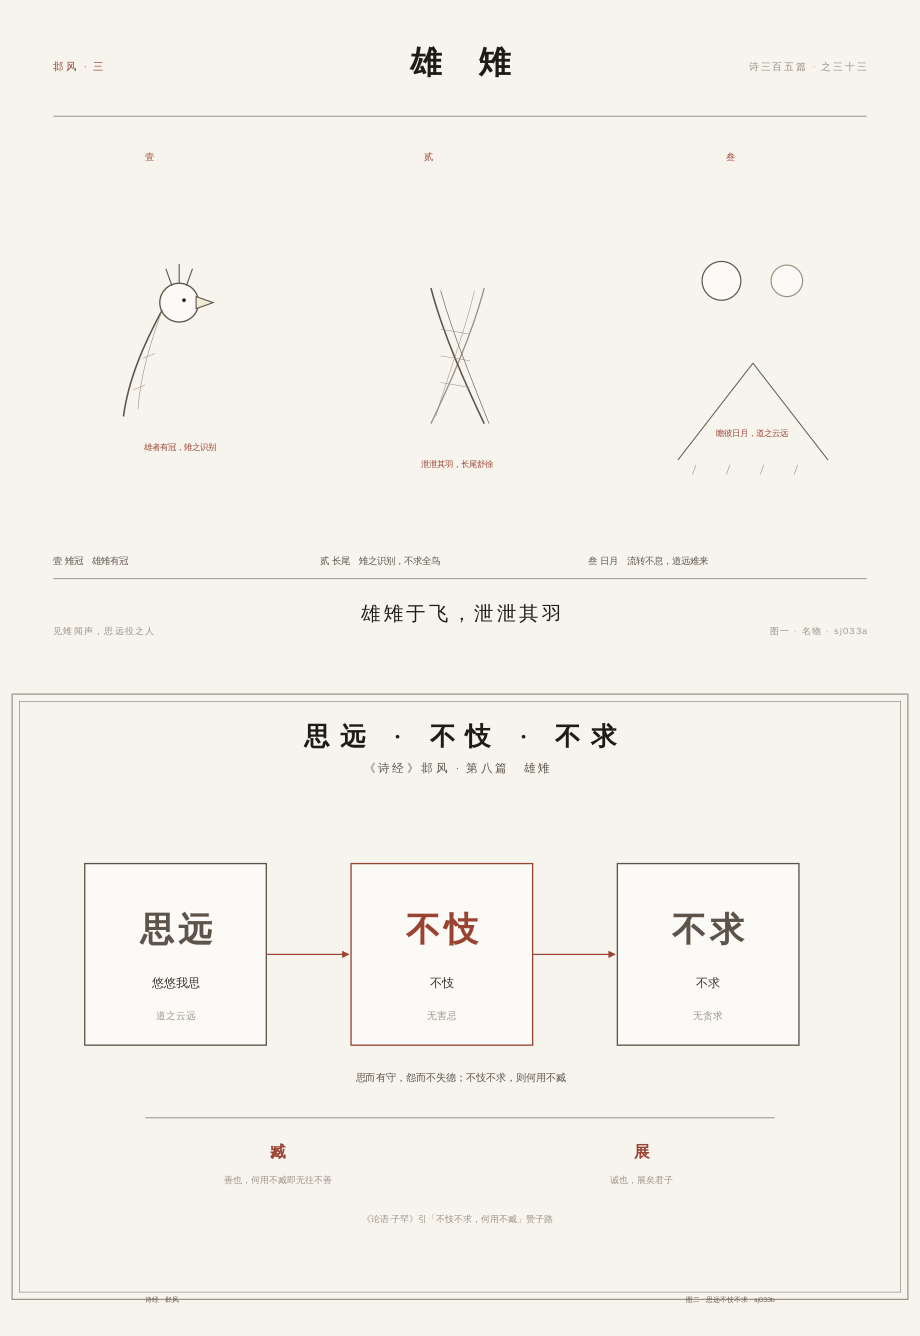 邶风 · 三
雄 雉
诗三百五篇 · 之三十三
壹
贰
叁
雄者有冠，雉之识别
泄泄其羽，长尾舒徐
瞻彼日月，道之云远
壹 雉冠　雄雉有冠
贰 长尾　雉之识别，不求全鸟
叁 日月　流转不息，道远难来
雄雉于飞，泄泄其羽
见雉闻声，思远役之人
图一 · 名物 · sj033a
思远 · 不忮 · 不求
《诗经》邶风 · 第八篇　雄雉
思远
悠悠我思
道之云远
不忮
不忮
无害忌
不求
不求
无贪求
思而有守，怨而不失德；不忮不求，则何用不臧
臧
善也，何用不臧即无往不善
展
诚也，展矣君子
《论语·子罕》引「不忮不求，何用不臧」赞子路
诗经 · 邶风
图二 · 思远不忮不求 · sj033b